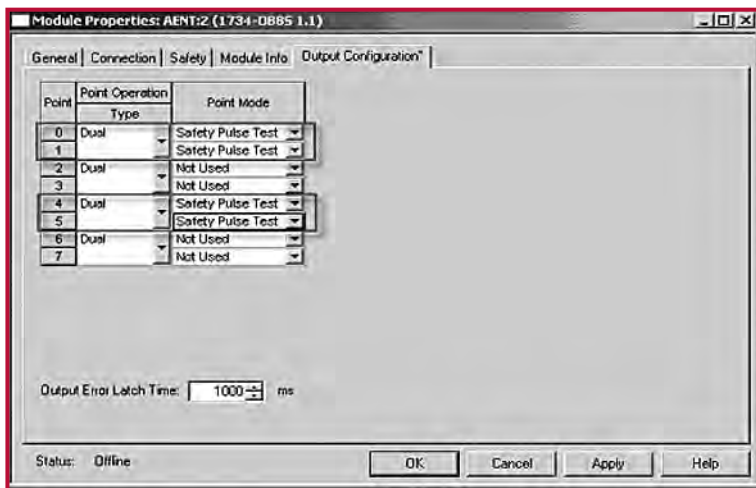 Module Properties: AENT:2 (1734-OB8S 1.1)
General Connection Safety Module Info Output Configuration*
Point Point Operation Point Mode
Type
0 Dual Safety Pulse Test
1 Safety Pulse Test
2 Dual Not Used
3 Not Used
4 Dual Safety Pulse Test
5 Safety Pulse Test
6 Dual Not Used
7 Not Used
Output Error Latch Time: 1000 ms
Status: Offline OK Cancel Apply Help